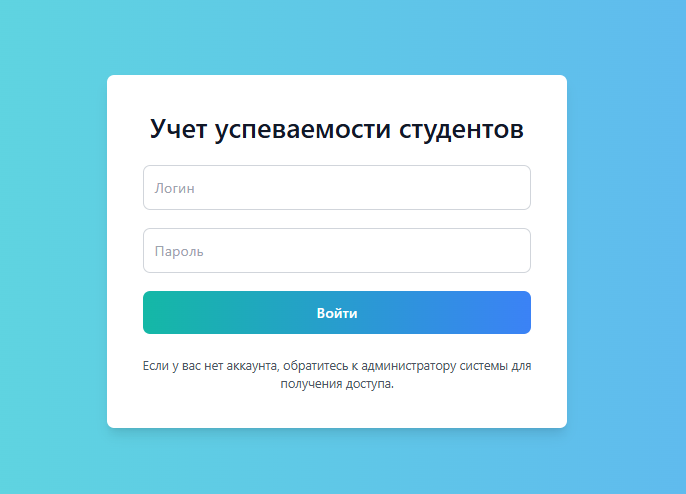 Учет успеваемости студентов
Логин
Пароль
Войти
Если у вас нет аккаунта, обратитесь к администратору системы для
получения доступа.